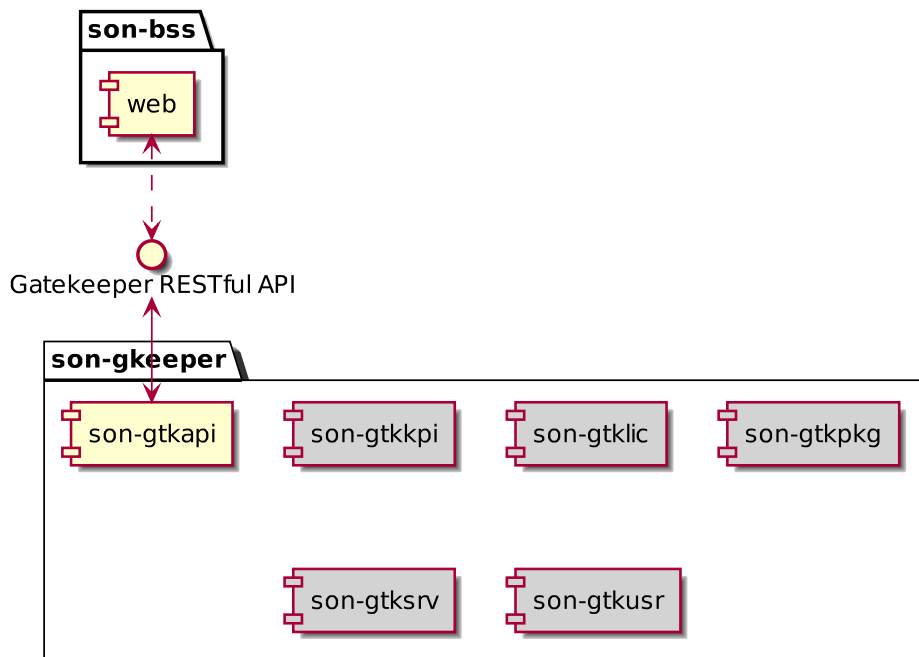 son-bss
web
Gatekeeper RESTful API
son-gkeeper
son-gtkapi
son-gtkkpi
son-gtklic
son-gtkpkg
son-gtksrv
son-gtkusr